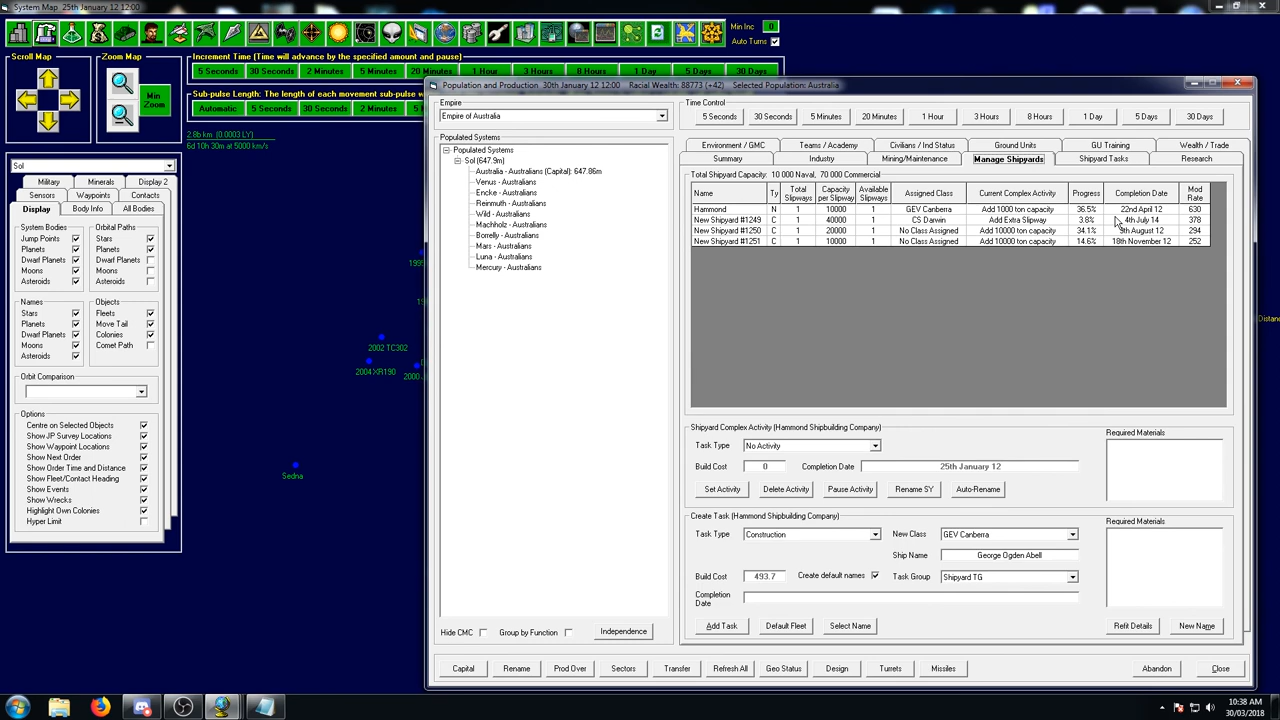 System Map  25th January 12 12:00
Min Inc 0
Auto Turns
Scroll Map
Zoom Map
Min Zoom
Increment Time (Time will advance by the specified amount and pause)
5 Seconds 30 Seconds 2 Minutes 5 Minutes 20 Minutes 1 Hour 3 Hours 8 Hours 1 Day 5 Days 30 Days
Sub-pulse Length: The length of each movement sub-pulse w
Automatic 5 Seconds 30 Seconds 2 Minutes 5 Minutes
2.8b km (0.0003 LY)
6d 10h 30m at 5000 km/s
Sol
Military Minerals Display 2
Sensors Waypoints Contacts
Display Body Info All Bodies
System Bodies
Jump Points
Planets
Dwarf Planets
Moons
Asteroids
Orbital Paths
Stars
Planets
Dwarf Planets
Moons
Asteroids
Names
Stars
Planets
Dwarf Planets
Moons
Asteroids
Objects
Fleets
Move Tail
Colonies
Comet Path
Orbit Comparison
Options
Centre on Selected Objects
Show JP Survey Locations
Show Waypoint Locations
Show Next Order
Show Order Time and Distance
Show Fleet/Contact Heading
Show Events
Show Wrecks
Highlight Own Colonies
Hyper Limit
2002 TC302
2004 XR190
Sedna
Distan
Population and Production  30th January 12 12:00  Racial Wealth: 88773 (+42)  Selected Population: Australia
Empire
Empire of Australia
Populated Systems
Populated Systems
Sol (647.9m)
Australia - Australians (Capital): 647.86m
Venus - Australians
Encke - Australians
Reinmuth - Australians
Wild - Australians
Machholz - Australians
Borrelly - Australians
Mars - Australians
Luna - Australians
Mercury - Australians
Hide CMC
Group by Function
Independence
Time Control
5 Seconds 30 Seconds 5 Minutes 20 Minutes 1 Hour 3 Hours 8 Hours 1 Day 5 Days 30 Days
Environment / GMC Teams / Academy Civilians / Ind Status Ground Units GU Training Wealth / Trade
Summary Industry Mining/Maintenance Manage Shipyards Shipyard Tasks Research
Total Shipyard Capacity:  10 000 Naval,  70 000 Commercial
Name Ty Total Slipways Capacity per Slipway Available Slipways Assigned Class Current Complex Activity Progress Completion Date Mod Rate
Hammond N 1 10000 1 GEV Canberra Add 1000 ton capacity 36.5% 22nd April 12 630
New Shipyard #1249 C 1 40000 1 CS Darwin Add Extra Slipway 3.8% 4th July 14 378
New Shipyard #1250 C 1 20000 1 No Class Assigned Add 10000 ton capacity 34.1% 9th August 12 294
New Shipyard #1251 C 1 10000 1 No Class Assigned Add 10000 ton capacity 14.6% 18th November 12 252
Shipyard Complex Activity (Hammond Shipbuilding Company)
Task Type No Activity
Build Cost 0 Completion Date 25th January 12
Set Activity Delete Activity Pause Activity Rename SY Auto-Rename
Required Materials
Create Task (Hammond Shipbuilding Company)
Task Type Construction New Class GEV Canberra
Ship Name George Ogden Abell
Build Cost 493.7 Create default names Task Group Shipyard TG
Completion Date
Required Materials
Add Task Default Fleet Select Name Refit Details New Name
Capital Rename Prod Over Sectors Transfer Refresh All Geo Status Design Turrets Missiles Abandon Close
10:38 AM
30/03/2018